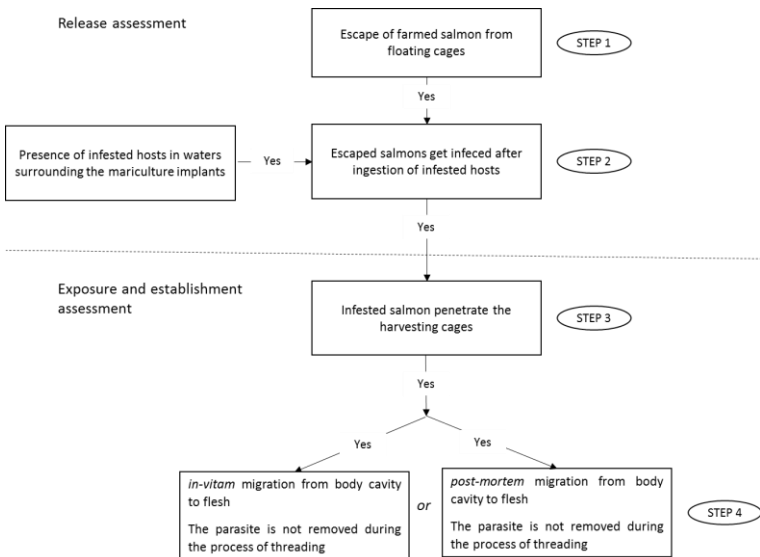 Release assessment
Escape of farmed salmon from
floating cages
STEP 1
Yes
Presence of infested hosts in waters
surrounding the mariculture implants
Yes
Escaped salmons get infeced after
ingestion of infested hosts
STEP 2
Yes
Exposure and establishment
assessment
Infested salmon penetrate the
harvesting cages
STEP 3
Yes
Yes
Yes
in-vitam migration from body cavity
to flesh
The parasite is not removed during
the process of threading
or
post-mortem migration from body
cavity to flesh
The parasite is not removed during
the process of threading
STEP 4